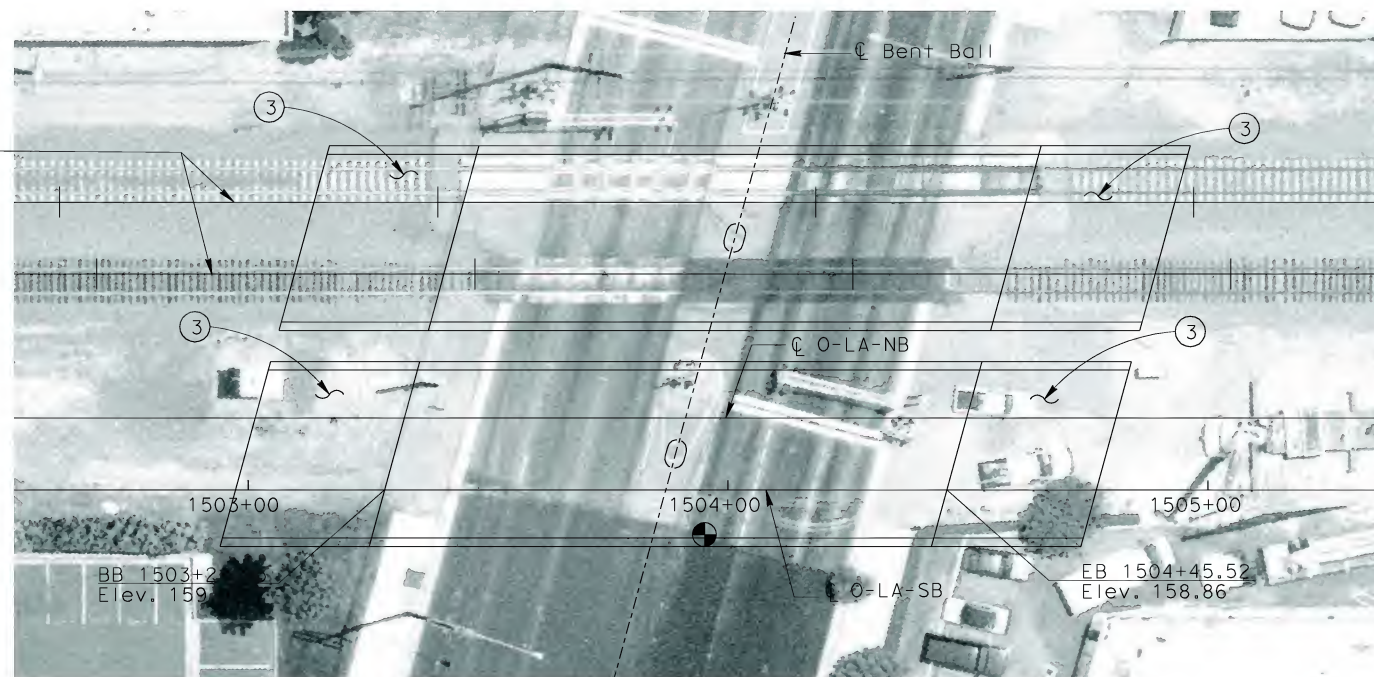 ℄ Bent Ball
3
3
3
3
℄ O-LA-NB
1503+00
1504+00
1505+00
BB 1503+2
Elev. 159
EB 1504+45.52
Elev. 158.86
O-LA-SB